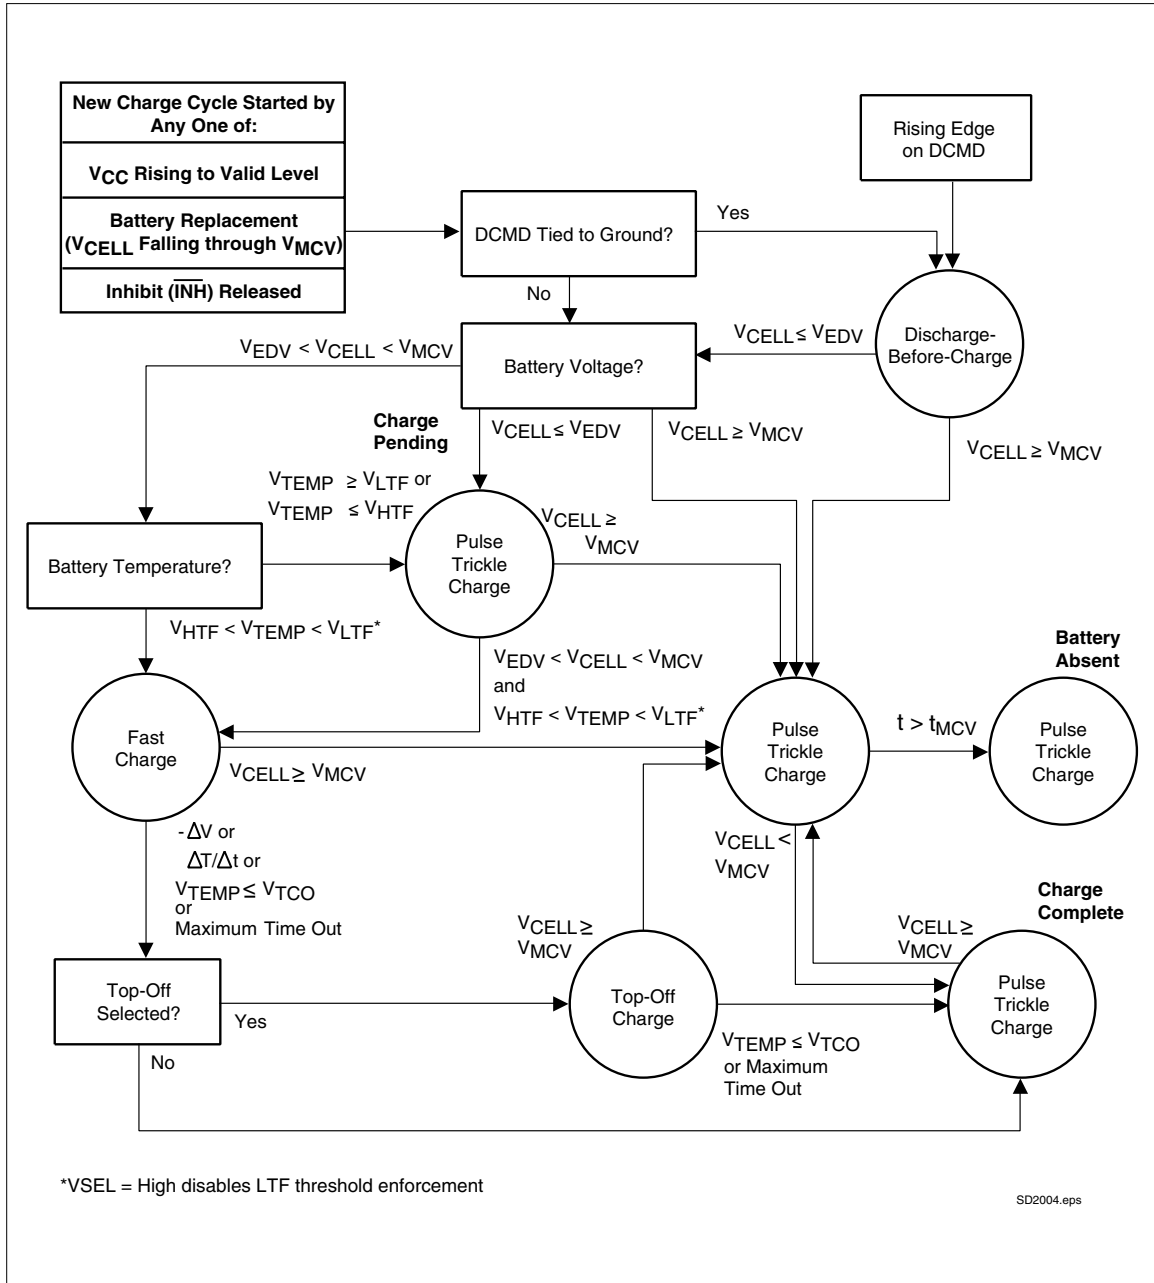 New Charge Cycle Started by
Any One of:
VCC Rising to Valid Level
Battery Replacement
(VCELL Falling through VMCV)
Inhibit (INH) Released
Rising Edge
on DCMD
DCMD Tied to Ground?
Yes
No
VEDV < VCELL < VMCV
Battery Voltage?
VCELL ≤ VEDV
Discharge-
Before-Charge
Charge
Pending
VCELL ≤ VEDV
VCELL ≥ VMCV
VCELL ≥ VMCV
VTEMP ≥ VLTF or
VTEMP ≤ VHTF
Battery Temperature?
Pulse
Trickle
Charge
VCELL ≥
VMCV
VHTF < VTEMP < VLTF*
VEDV < VCELL < VMCV
and
VHTF < VTEMP < VLTF*
Battery
Absent
Fast
Charge
VCELL ≥ VMCV
Pulse
Trickle
Charge
t > tMCV
Pulse
Trickle
Charge
-ΔV or
ΔT/Δt or
VTEMP ≤ VTCO
or
Maximum Time Out
VCELL <
VMCV
Charge
Complete
VCELL ≥
VMCV
VCELL ≥
VMCV
Top-Off
Selected?
Yes
No
Top-Off
Charge
VTEMP ≤ VTCO
or Maximum
Time Out
Pulse
Trickle
Charge
*VSEL = High disables LTF threshold enforcement
SD2004.eps